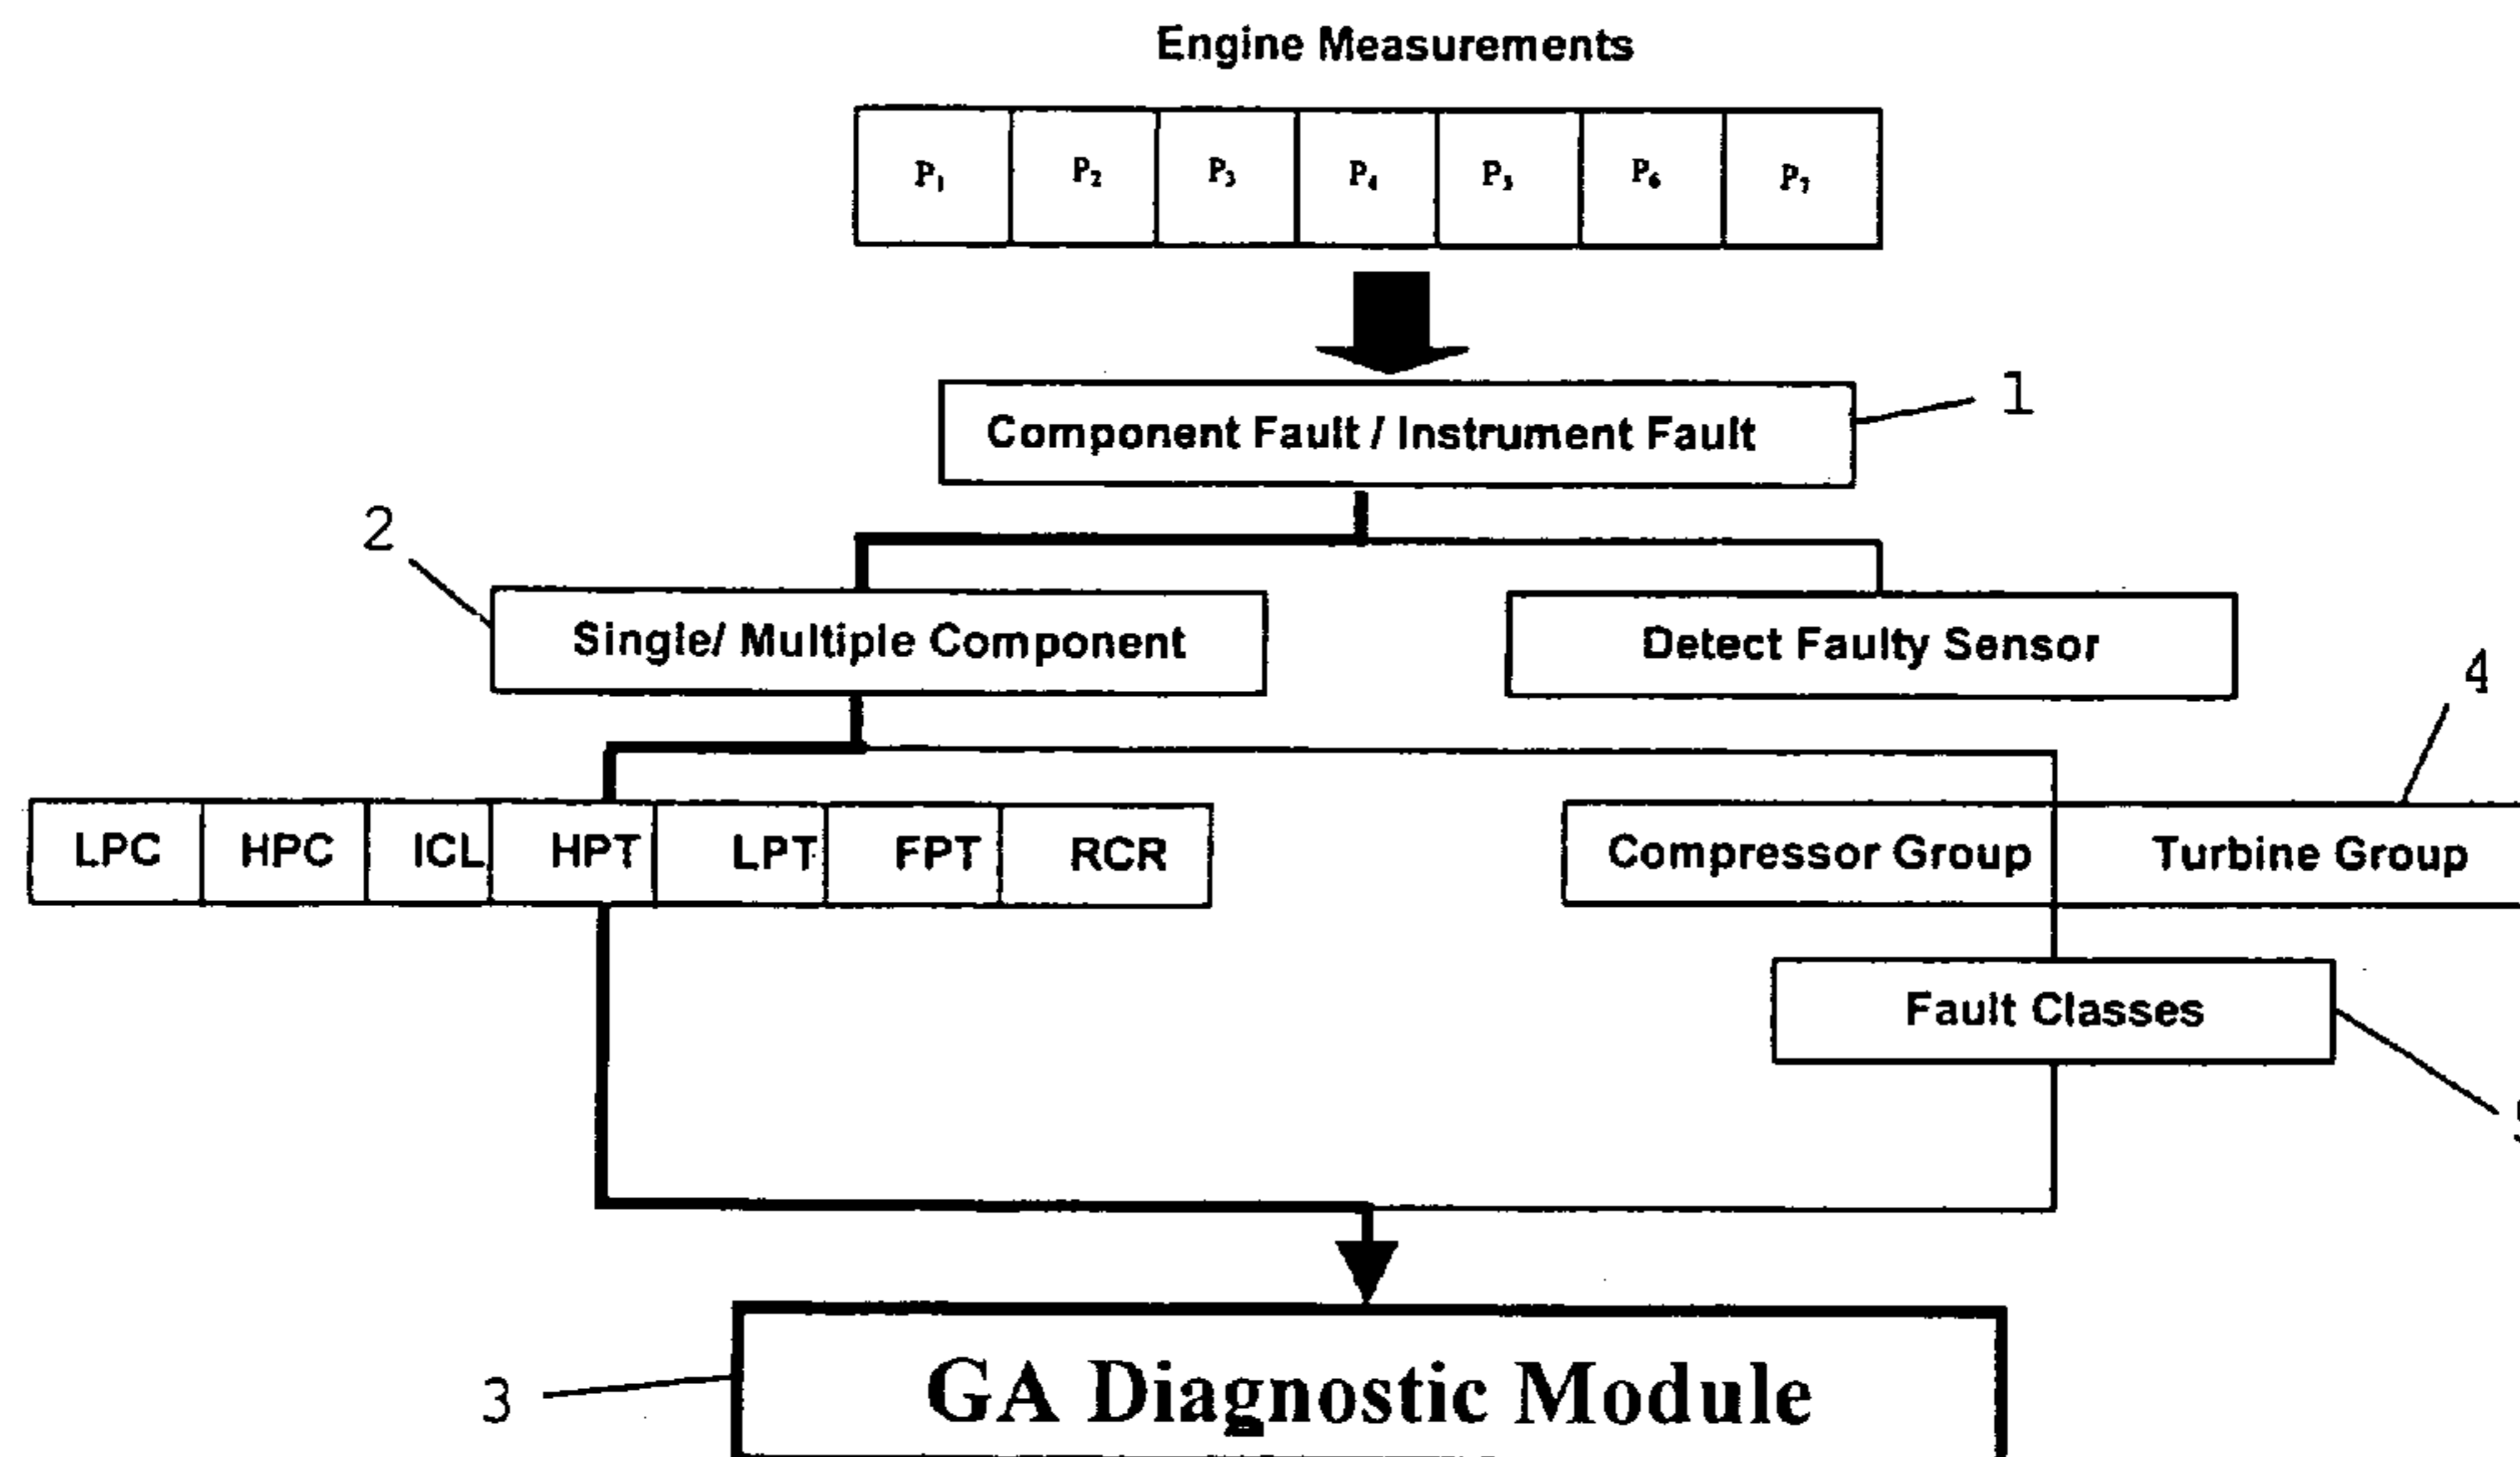 Engine Measurements
P₁ P₂ P₃ P₄ P₅ P₆ P₇
Component Fault / Instrument Fault
1
2
Single/ Multiple Component
Detect Faulty Sensor
4
LPC HPC ICL HPT LPT FPT RCR
Compressor Group Turbine Group
Fault Classes
5
3
GA Diagnostic Module